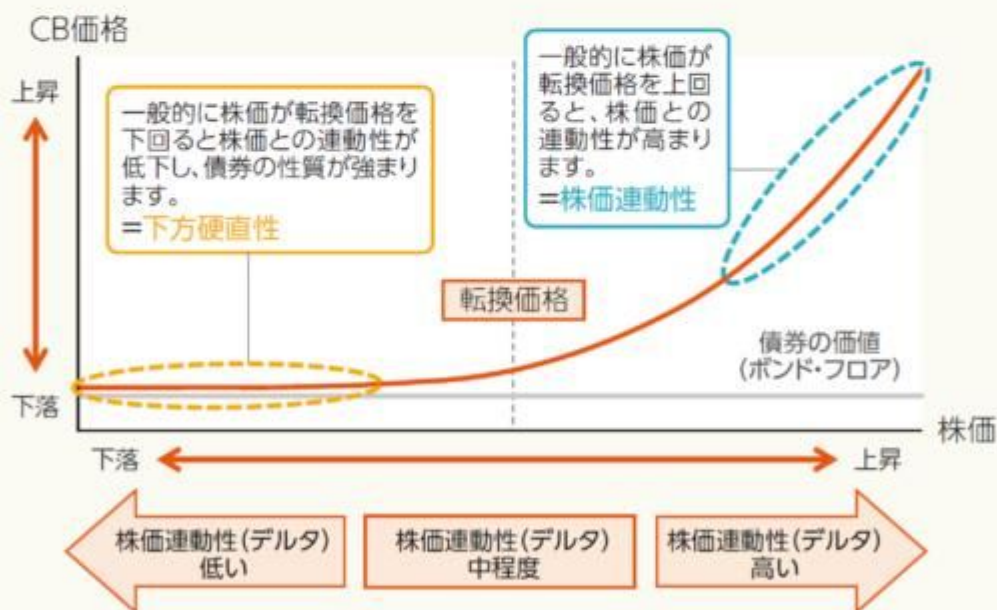 CB価格
上昇
下落
一般的に株価が転換価格を
下回ると株価との連動性が
低下し、債券の性質が強まり
ます。
＝下方硬直性
一般的に株価が
転換価格を上回
ると、株価との
連動性が高まり
ます。
＝株価連動性
転換価格
債券の価値
(ボンド・フロア)
株価
下落
上昇
株価連動性(デルタ)
低い
株価連動性(デルタ)
中程度
株価連動性(デルタ)
高い